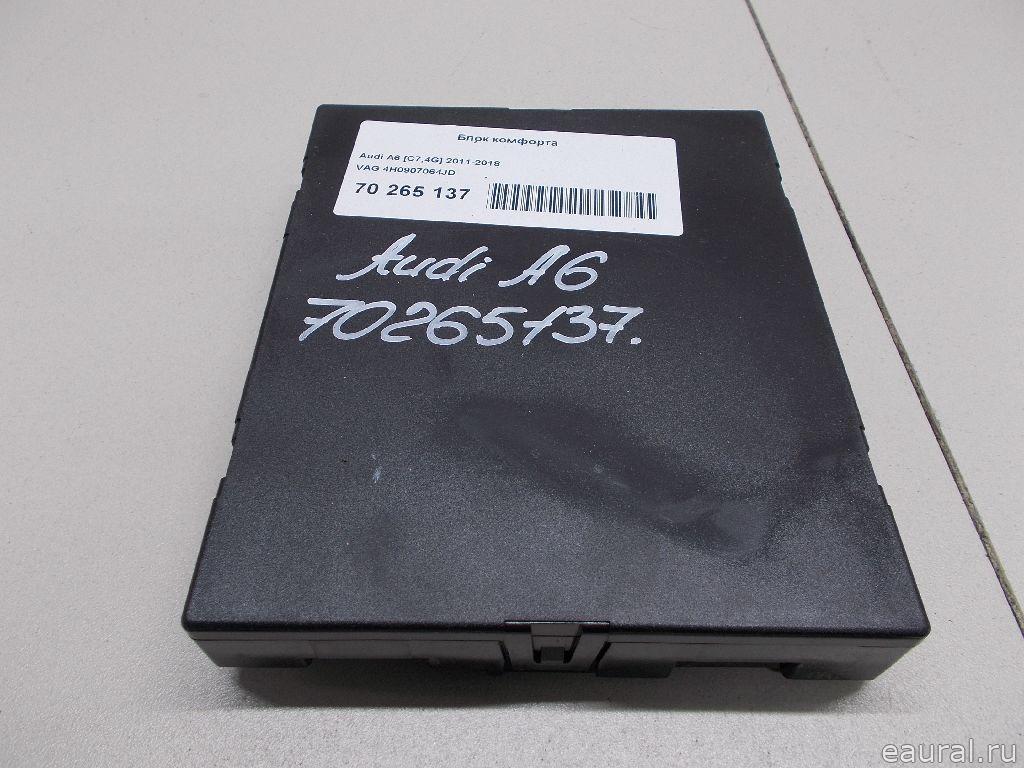 Блок комфорта
Audi A6 [C7,4G] 2011-2018
VAG 4H0907064JD
70 265 137
Audi A6
70265137.
eaural.ru